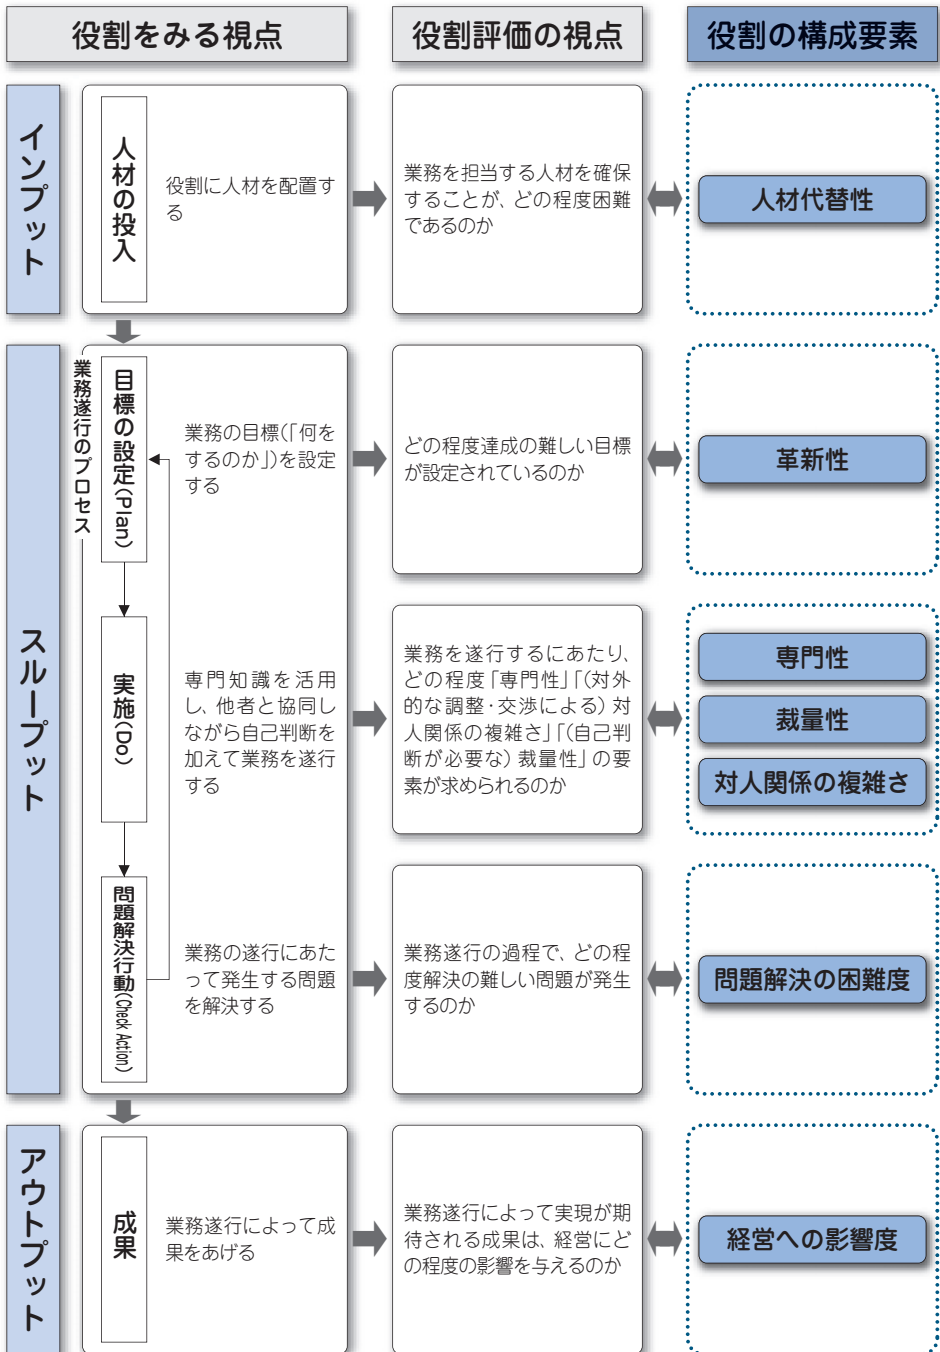 役割をみる視点
役割評価の視点
役割の構成要素
インプット
人材の投入
役割に人材を配置す
る
業務を担当する人材を確保
することが、どの程度困難
であるのか
人材代替性
スループット
業務遂行のプロセス
目標の設定(Plan)
業務の目標(「何を
するのか」)を設定
する
どの程度達成の難しい目標
が設定されているのか
革新性
実施(Do)
専門知識を活用
し、他者と協同し
ながら自己判断を
加えて業務を遂行
する
業務を遂行するにあたり、
どの程度「専門性」「(対外
的な調整・交渉による)対
人関係の複雑さ」「(自己判
断が必要な)裁量性」の要
素が求められるのか
専門性
裁量性
対人関係の複雑さ
問題解決行動(Check Action)
業務の遂行にあた
って発生する問題
を解決する
業務遂行の過程で、どの程
度解決の難しい問題が発生
するのか
問題解決の困難度
アウトプット
成果
業務遂行によって成
果をあげる
業務遂行によって実現が期
待される成果は、経営にど
の程度の影響を与えるのか
経営への影響度